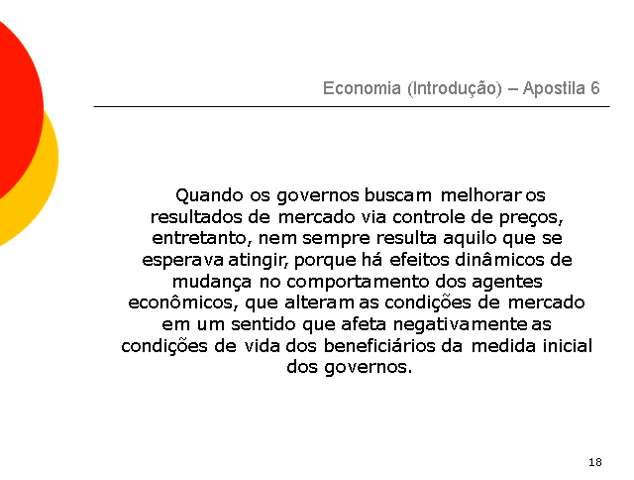 Economia (Introdução) – Apostila 6
Quando os governos buscam melhorar os
resultados de mercado via controle de preços,
entretanto, nem sempre resulta aquilo que se
esperava atingir, porque há efeitos dinâmicos de
mudança no comportamento dos agentes
econômicos, que alteram as condições de mercado
em um sentido que afeta negativamente as
condições de vida dos beneficiários da medida inicial
dos governos.
18